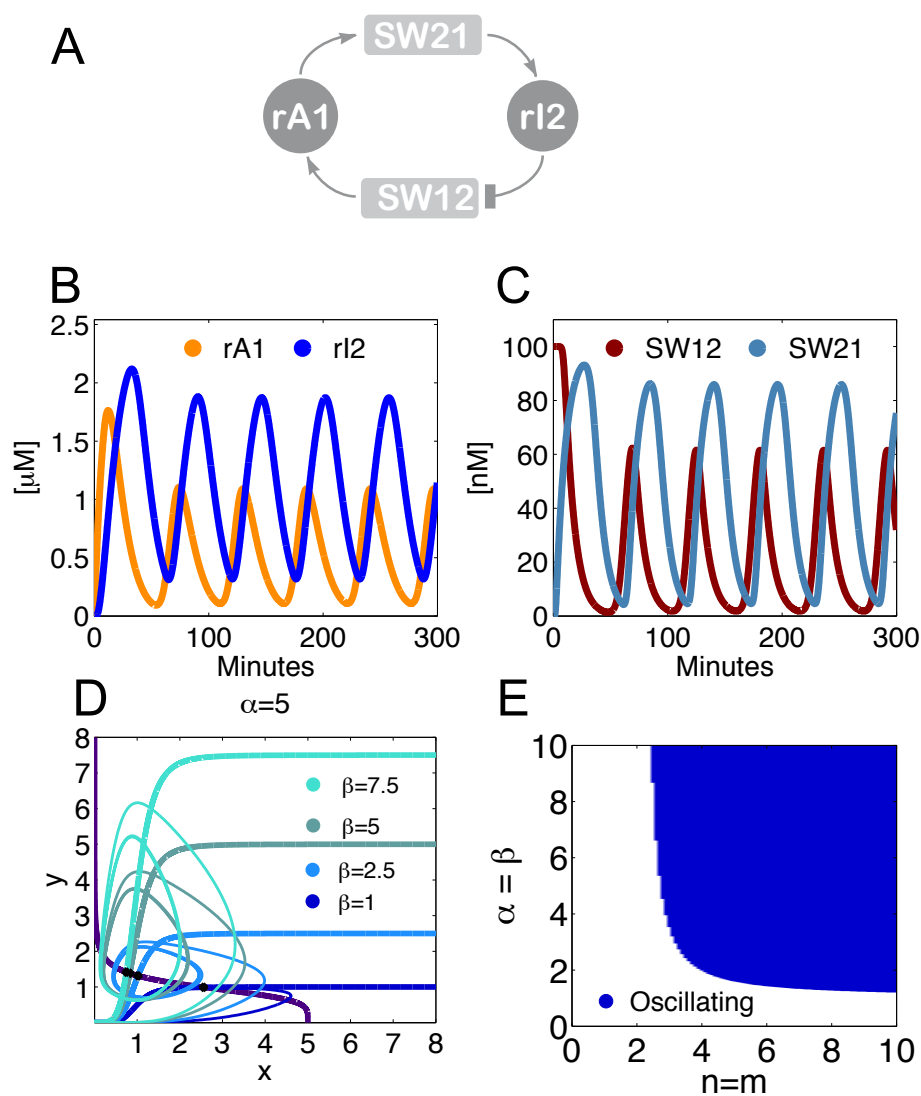 A
SW21
rA1
rI2
SW12
B
2.5
2
1.5
1
0.5
0
[µM]
rA1 rI2
0 100 200 300
Minutes
C
100
80
60
40
20
0
[nM]
SW12 SW21
0 100 200 300
Minutes
D
α=5
8
7
6
5
4
3
2
1
y
β=7.5
β=5
β=2.5
β=1
1 2 3 4 5 6 7 8
x
E
10
8
6
4
2
0
α = β
Oscillating
0 2 4 6 8 10
n=m